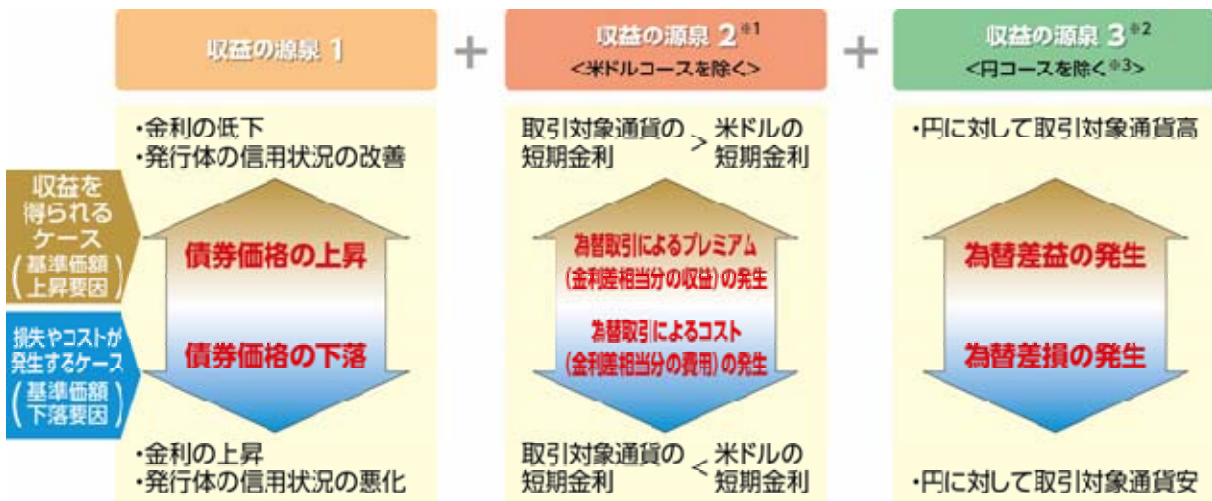 収益の源泉 1
+
収益の源泉 2※1
<米ドルコースを除く>
+
収益の源泉 3※2
<円コースを除く※3>
・金利の低下
・発行体の信用状況の改善
取引対象通貨の短期金利 > 米ドルの短期金利
・円に対して取引対象通貨高
収益を
得られる
ケース
(基準価額
上昇要因)
債券価格の上昇
為替取引によるプレミアム
(金利差相当分の収益)の発生
為替差益の発生
損失やコストが
発生するケース
(基準価額
下落要因)
債券価格の下落
為替取引によるコスト
(金利差相当分の費用)の発生
為替差損の発生
・金利の上昇
・発行体の信用状況の悪化
取引対象通貨の短期金利 < 米ドルの短期金利
・円に対して取引対象通貨安